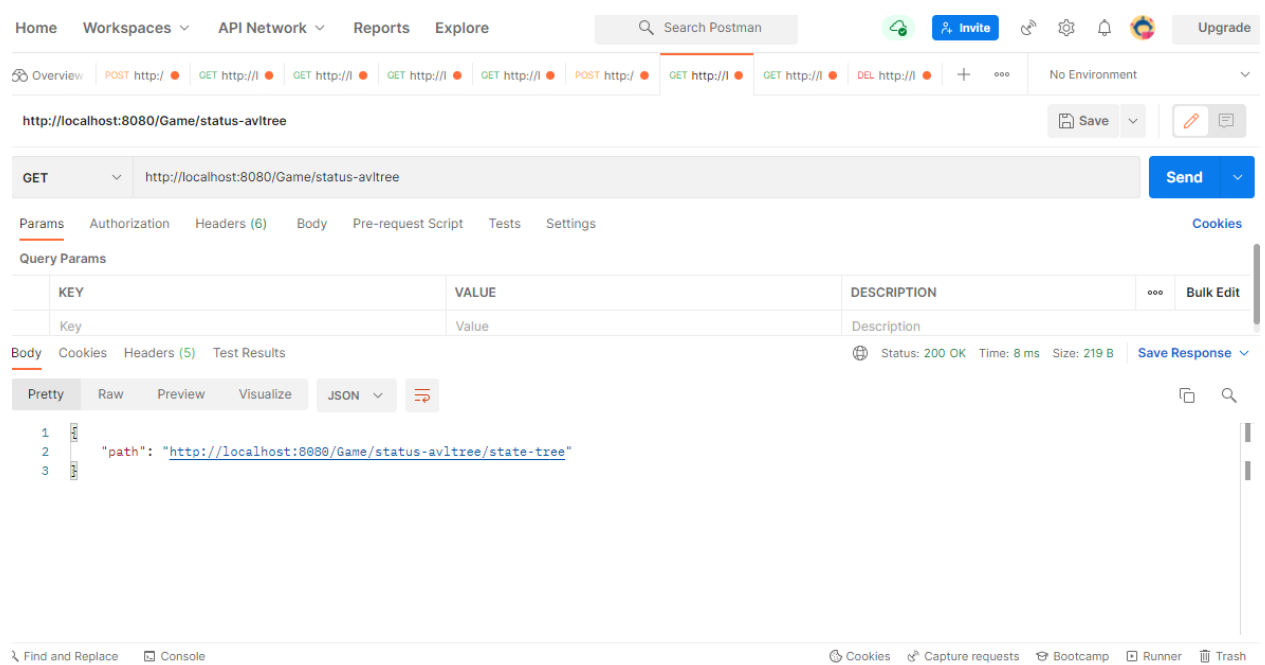 Home Workspaces API Network Reports Explore Search Postman Invite Upgrade
Overview POST http:/ GET http://l GET http://l GET http://l GET http://l POST http:/ GET http://l GET http://l DEL http://l No Environment
http://localhost:8080/Game/status-avltree Save
GET http://localhost:8080/Game/status-avltree Send
Params Authorization Headers (6) Body Pre-request Script Tests Settings Cookies
Query Params
KEY VALUE DESCRIPTION Bulk Edit
Key Value Description
Body Cookies Headers (5) Test Results Status: 200 OK Time: 8 ms Size: 219 B Save Response
Pretty Raw Preview Visualize JSON
1 {
2 "path": "http://localhost:8080/Game/status-avltree/state-tree"
3 }
Find and Replace Console Cookies Capture requests Bootcamp Runner Trash